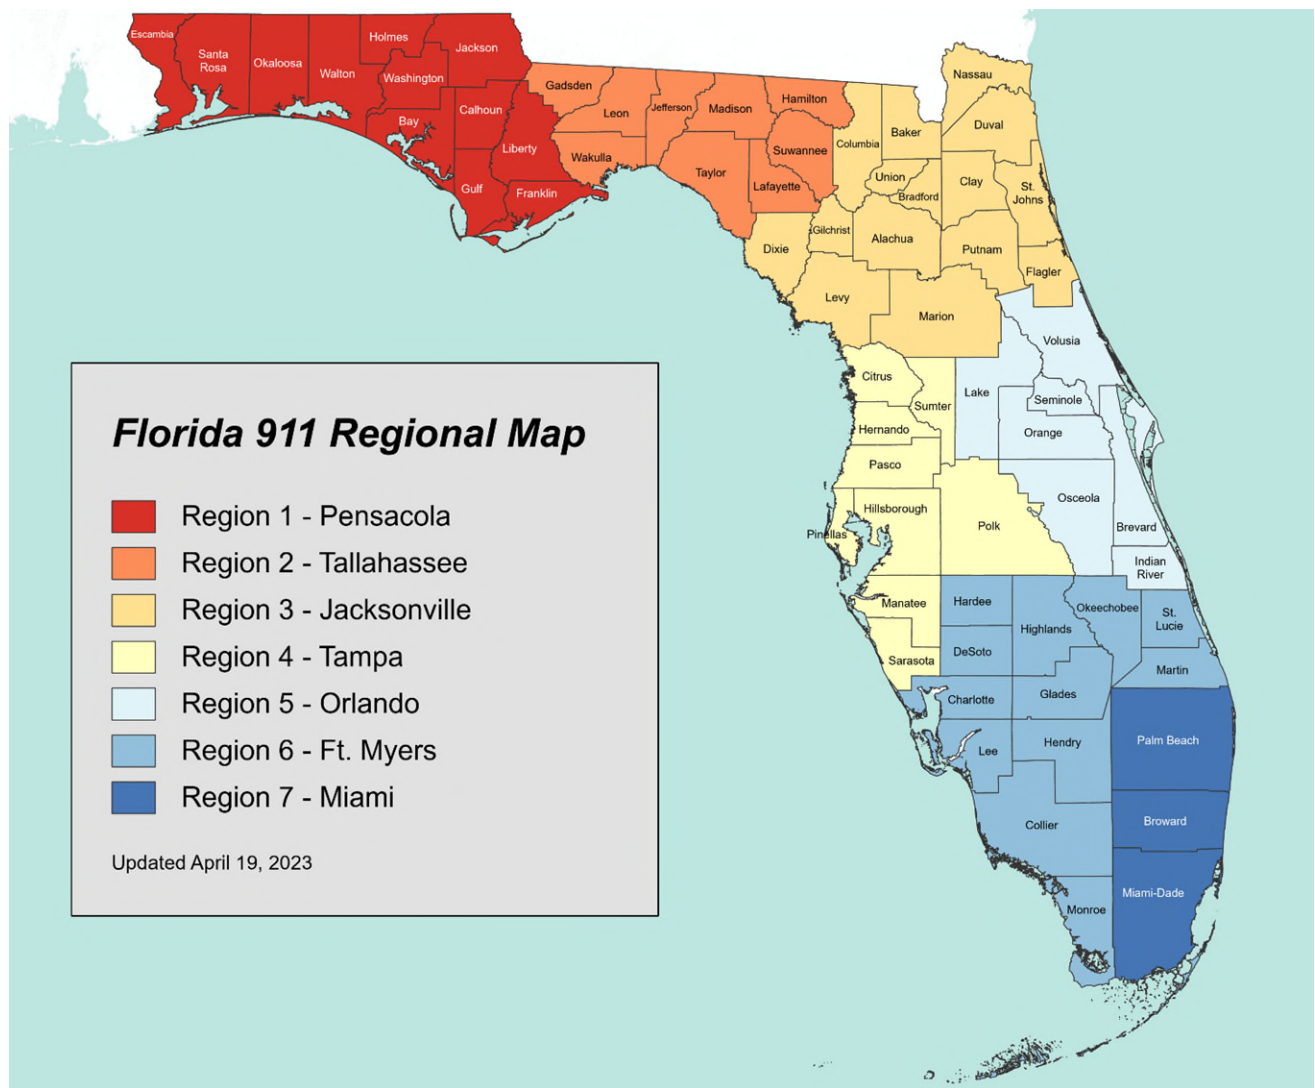 Escambia
Santa
Rosa
Okaloosa
Walton
Holmes
Washington
Jackson
Bay
Calhoun
Gulf
Liberty
Franklin
Gadsden
Leon
Wakulla
Jefferson
Madison
Taylor
Hamilton
Suwannee
Lafayette
Columbia
Baker
Nassau
Duval
Union
Bradford
Clay
St.
Johns
Dixie
Gilchrist
Alachua
Putnam
Flagler
Levy
Marion
Volusia
Citrus
Sumter
Lake
Seminole
Hernando
Orange
Pasco
Osceola
Hillsborough
Polk
Brevard
Pinellas
Indian
River
Manatee
Hardee
Okeechobee
St.
Lucie
Highlands
DeSoto
Sarasota
Martin
Charlotte
Glades
Lee
Hendry
Palm Beach
Collier
Broward
Monroe
Miami-Dade
Florida 911 Regional Map
Region 1 - Pensacola
Region 2 - Tallahassee
Region 3 - Jacksonville
Region 4 - Tampa
Region 5 - Orlando
Region 6 - Ft. Myers
Region 7 - Miami
Updated April 19, 2023